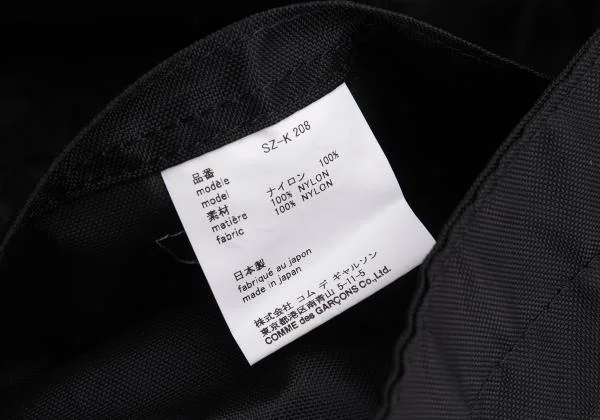 品番 SZ-K 208
modèle
model
素材 ナイロン 100%
matière 100% NYLON
fabric 100% NYLON
日本製
fabriqué au japon
made in japan
株式会社 コム デ ギャルソン
東京都港区南青山 5-11-5
COMME des GARÇONS Co.,Ltd.